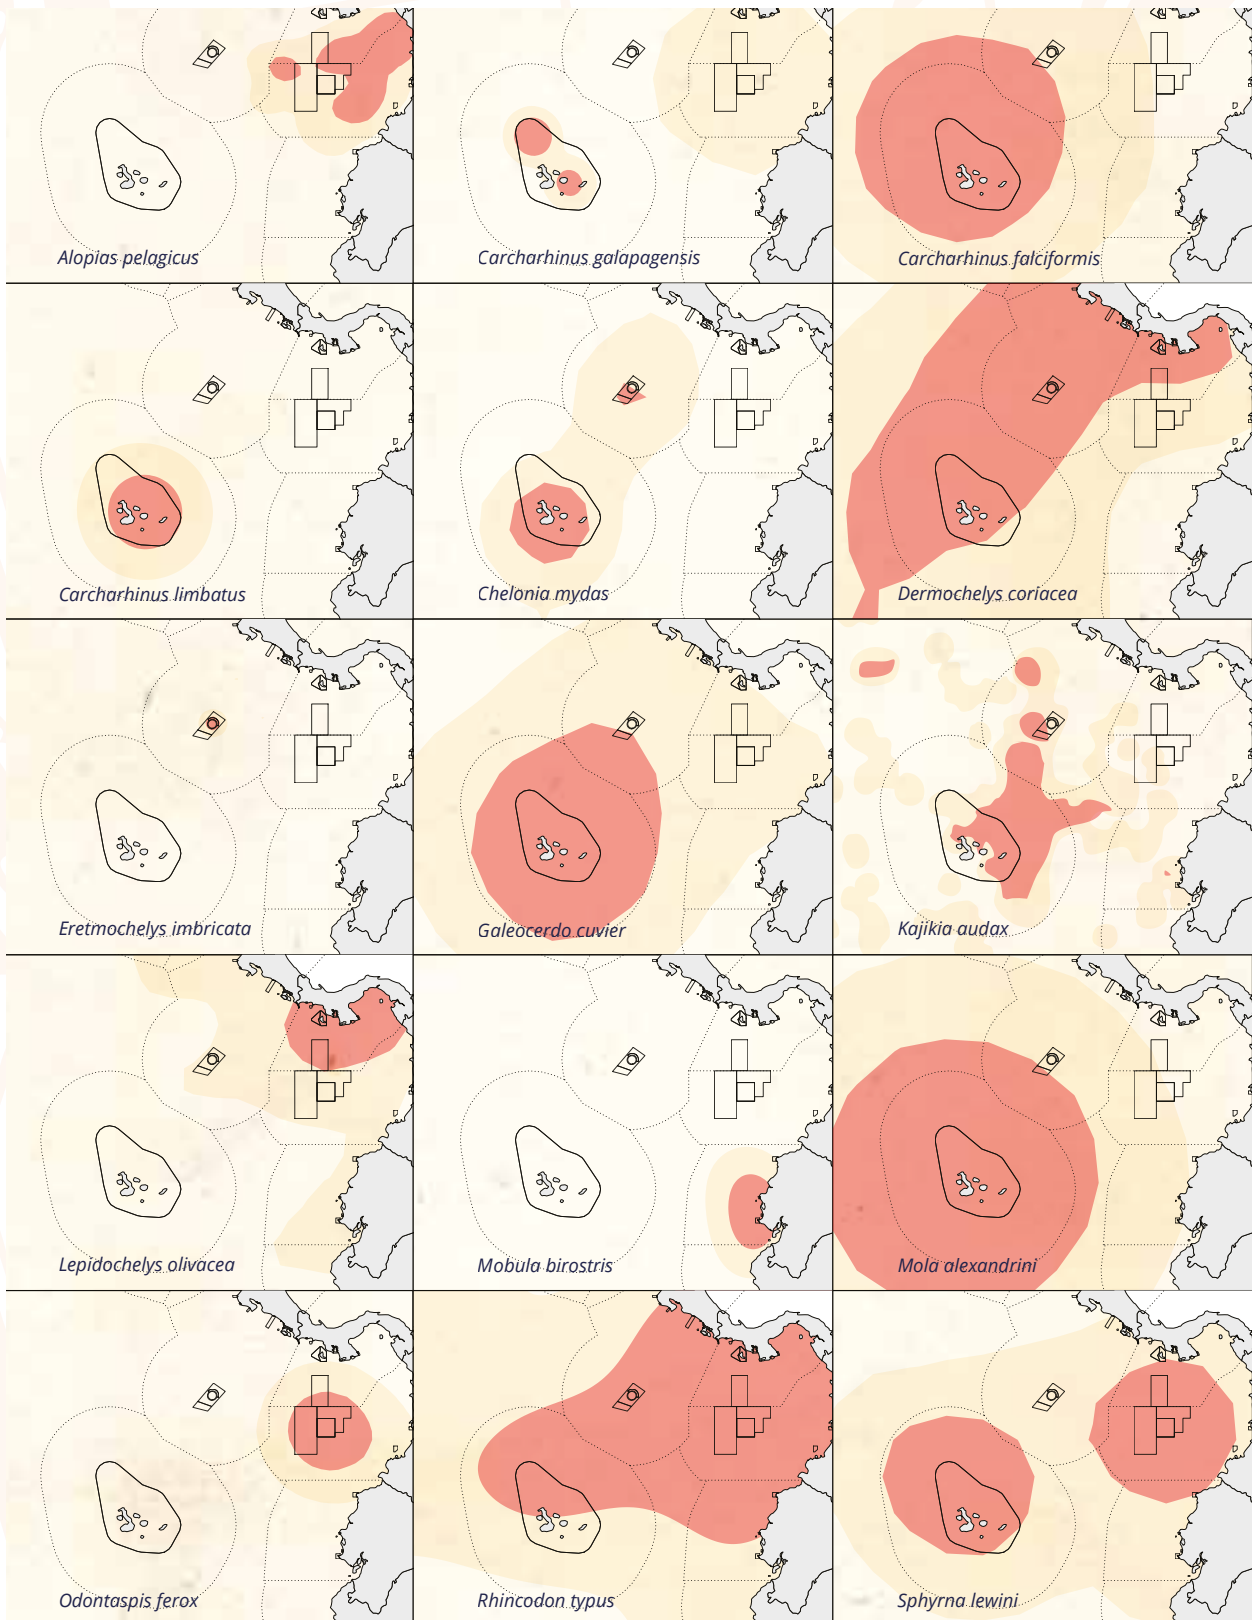 Alopias pelagicus
Carcharhinus galapagensis
Carcharhinus falciformis
Carcharhinus limbatus
Chelonia mydas
Dermochelys coriacea
Eretmochelys imbricata
Galeocerdo cuvier
Kajikia audax
Lepidochelys olivacea
Mobula birostris
Mola alexandrini
Odontaspis ferox
Rhincodon typus
Sphyrna lewini